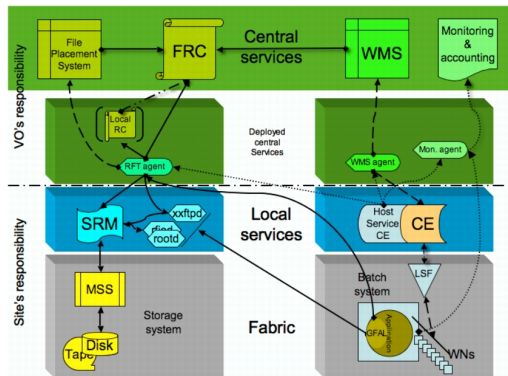 VO's responsibility
Site's responsibility
File
Placement
System
FRC
Central
services
WMS
Monitoring
&
accounting
Local
RC
RFT agent
Deployed
central
Services
WMS agent
Mon. agent
SRM
xxftpd
rfiod
rootd
Local
services
Host
Service
CE
CE
MSS
Storage
system
Disk
Tape
Fabric
Batch
system
LSF
GFAL
Application
WNs